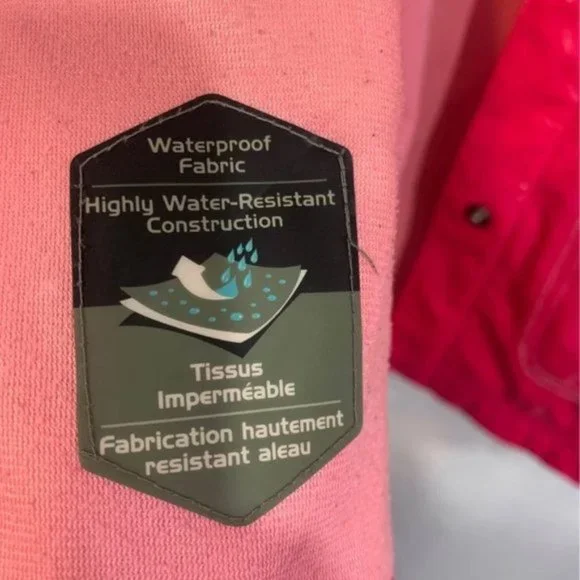 Waterproof
Fabric
Highly Water-Resistant
Construction
Tissus
Imperméable
Fabrication hautement
resistant aleau